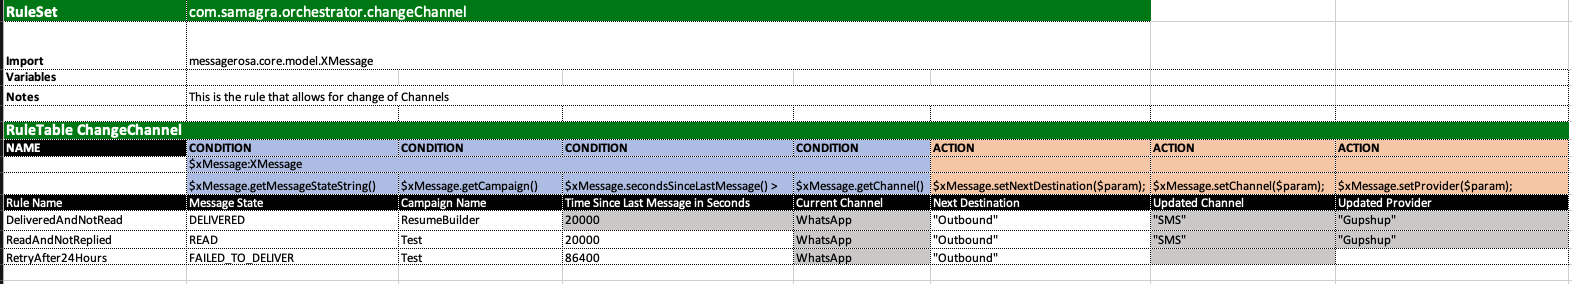 RuleSet com.samagra.orchestrator.changeChannel
Import messagerosa.core.model.XMessage
Variables
Notes This is the rule that allows for change of Channels
RuleTable ChangeChannel
NAME CONDITION CONDITION CONDITION CONDITION ACTION ACTION ACTION
$xMessage:XMessage
$xMessage.getMessageStateString() $xMessage.getCampaign() $xMessage.secondsSinceLastMessage() > $xMessage.getChannel() $xMessage.setNextDestination($param); $xMessage.setChannel($param); $xMessage.setProvider($param);
Rule Name Message State Campaign Name Time Since Last Message in Seconds Current Channel Next Destination Updated Channel Updated Provider
DeliveredAndNotRead DELIVERED ResumeBuilder 20000 WhatsApp "Outbound" "SMS" "Gupshup"
ReadAndNotReplied READ Test 20000 WhatsApp "Outbound" "SMS" "Gupshup"
RetryAfter24Hours FAILED_TO_DELIVER Test 86400 WhatsApp "Outbound"